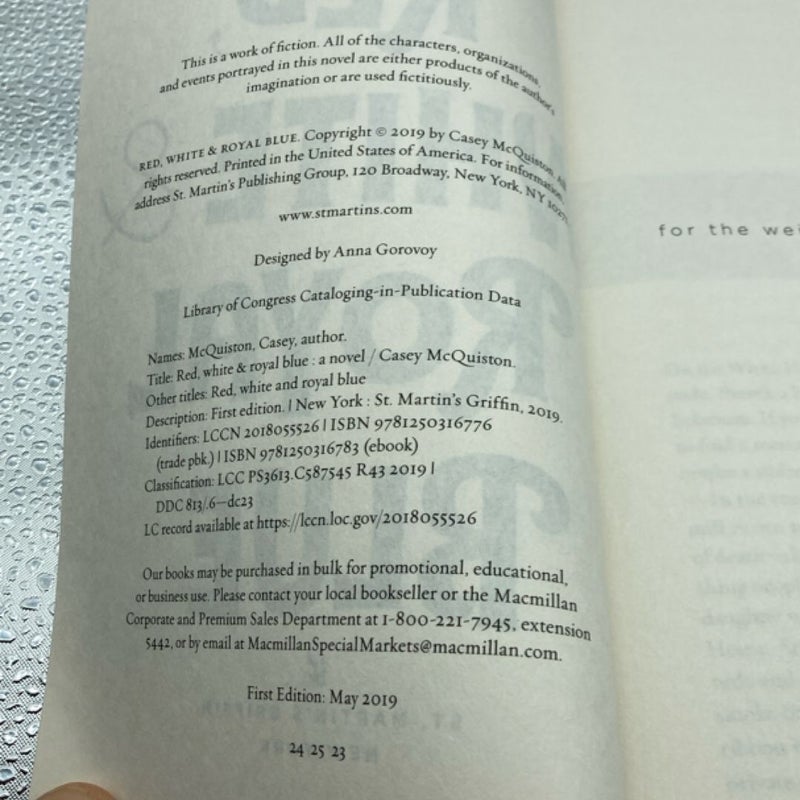 This is a work of fiction. All of the characters, organizations,
and events portrayed in this novel are either products of the author's
imagination or are used fictitiously.
RED, WHITE & ROYAL BLUE. Copyright © 2019 by Casey McQuiston. All
rights reserved. Printed in the United States of America. For information,
address St. Martin's Publishing Group, 120 Broadway, New York, NY
www.stmartins.com
Designed by Anna Gorovoy
Library of Congress Cataloging-in-Publication Data
Names: McQuiston, Casey, author.
Title: Red, white & royal blue : a novel / Casey McQuiston.
Other titles: Red, white and royal blue
Description: First edition. | New York : St. Martin's Griffin, 2019.
Identifiers: LCCN 2018055526 | ISBN 9781250316776
(trade pbk.) | ISBN 9781250316783 (ebook)
Classification: LCC PS3613.C587545 R43 2019 |
DDC 813/.6—dc23
LC record available at https://lccn.loc.gov/2018055526
Our books may be purchased in bulk for promotional, educational,
or business use. Please contact your local bookseller or the Macmillan
Corporate and Premium Sales Department at 1-800-221-7945, extension
5442, or by email at MacmillanSpecialMarkets@macmillan.com.
First Edition: May 2019
24 25 23
for the